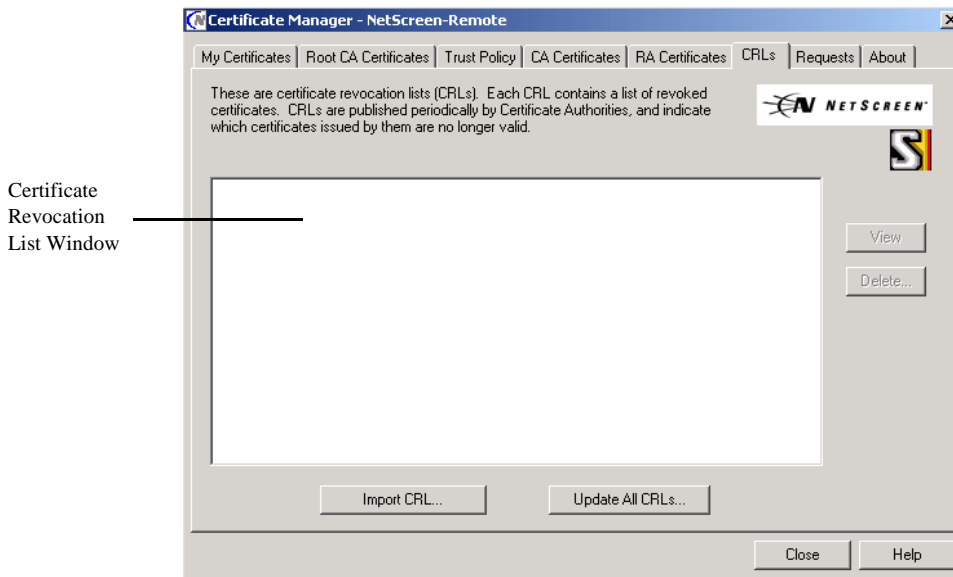 Certificate Manager - NetScreen-Remote
My Certificates
Root CA Certificates
Trust Policy
CA Certificates
RA Certificates
CRLs
Requests
About
These are certificate revocation lists (CRLs).  Each CRL contains a list of revoked
certificates.  CRLs are published periodically by Certificate Authorities, and indicate
which certificates issued by them are no longer valid.
NETSCREEN
Certificate
Revocation
List Window
View
Delete...
Import CRL...
Update All CRLs...
Close
Help